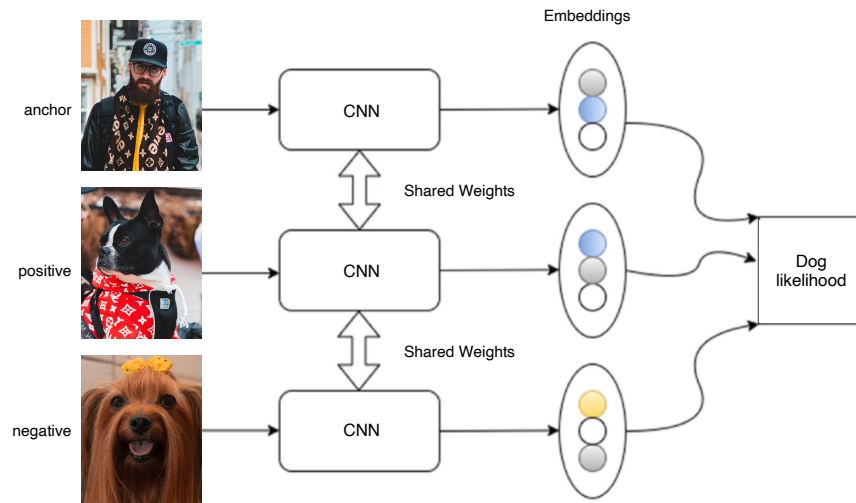 Embeddings
anchor
CNN
Shared Weights
positive
CNN
Dog
likelihood
Shared Weights
negative
CNN